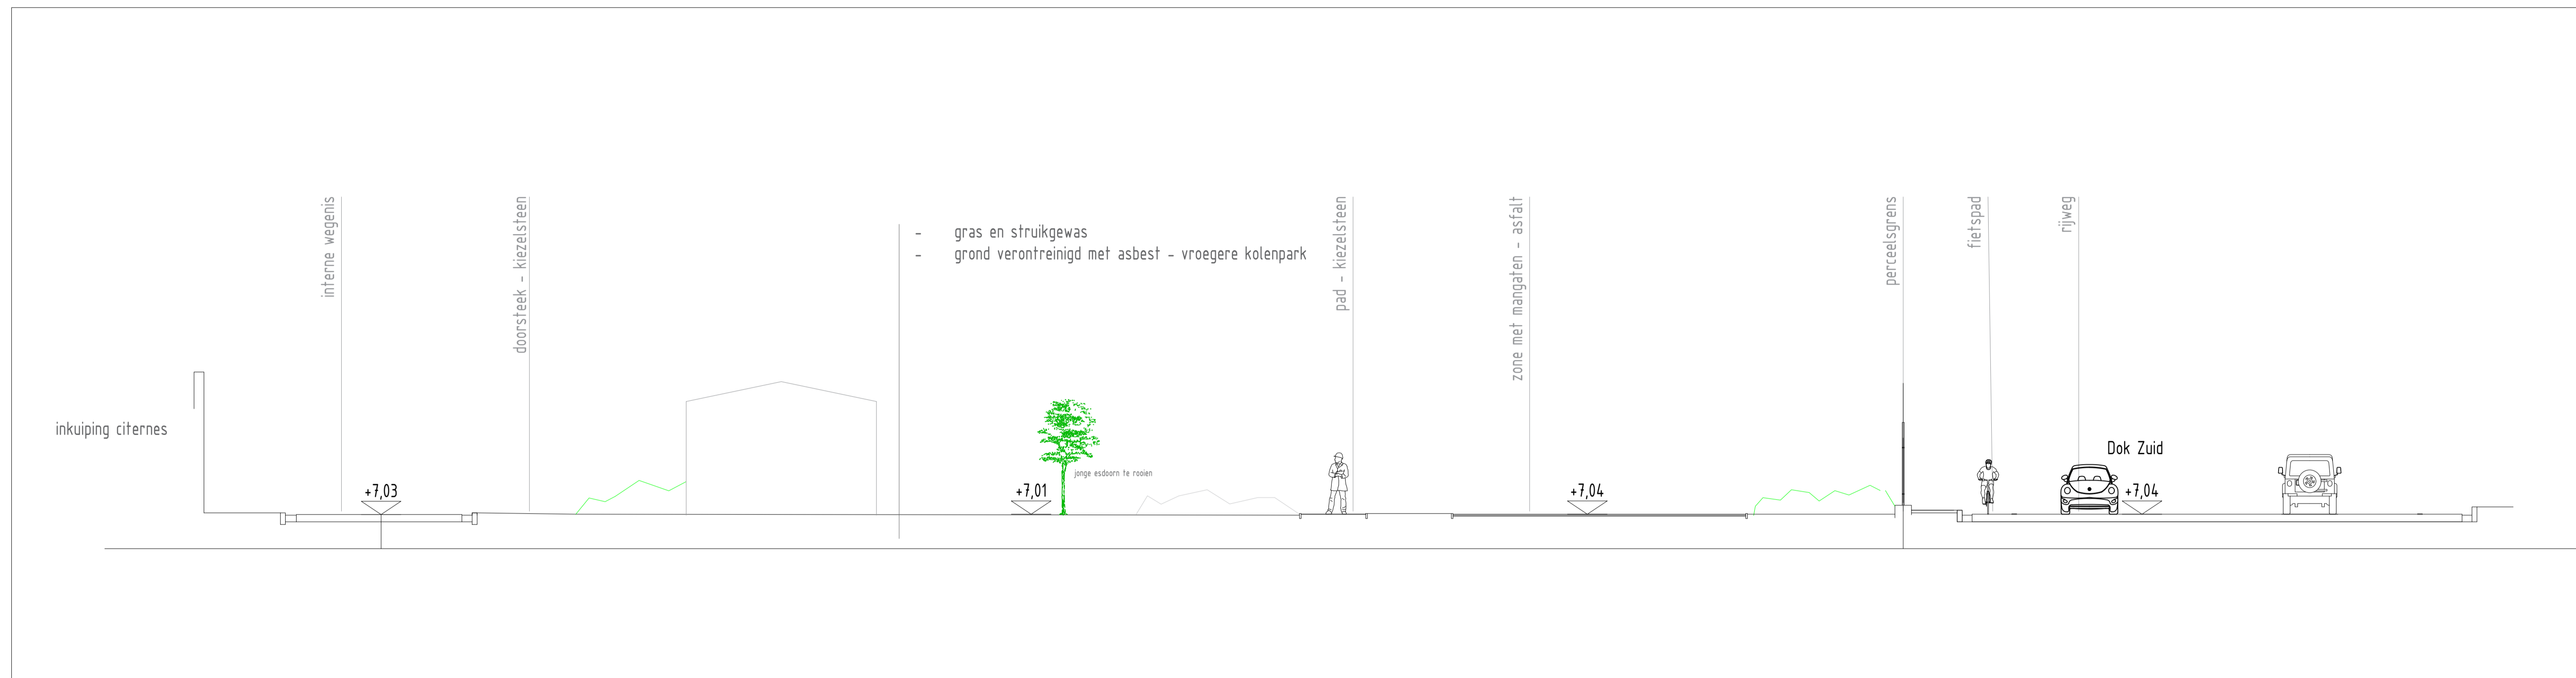 interne wegenis
doorsteek - kiezelsteen
- gras en struikgewas
- grond verontreinigd met asbest - vroegere kolenpark
pad - kiezelsteen
zone met mangaten - asfalt
perceelsgrens
fietspad
rijweg
inkuiping citernes
Dok Zuid
jonge esdoorn te rooien
+7,03
+7,01
+7,04
+7,04